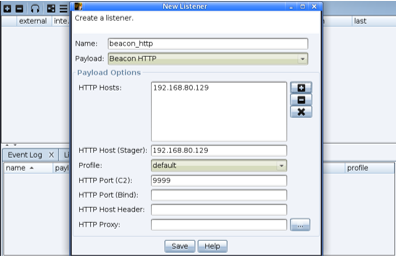 New Listener
Create a listener.
external inte. last
Name: beacon_http
Payload: Beacon HTTP
Payload Options
HTTP Hosts: 192.168.80.129
HTTP Host (Stager): 192.168.80.129
Profile: default
HTTP Port (C2): 9999
HTTP Port (Bind):
HTTP Host Header:
HTTP Proxy: ...
Save Help
Event Log X Li
name payl profile